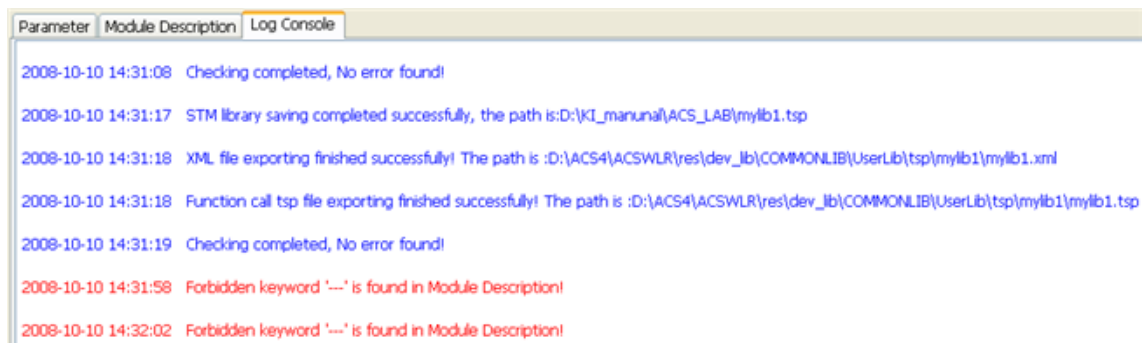 Parameter Module Description Log Console
2008-10-10 14:31:08 Checking completed, No error found!
2008-10-10 14:31:17 STM library saving completed successfully, the path is:D:\KI_manunal\ACS_LAB\mylib1.tsp
2008-10-10 14:31:18 XML file exporting finished successfully! The path is :D:\ACS4\ACSWLR\res\dev_lib\COMMONLIB\UserLib\tsp\mylib1\mylib1.xml
2008-10-10 14:31:18 Function call tsp file exporting finished successfully! The path is :D:\ACS4\ACSWLR\res\dev_lib\COMMONLIB\UserLib\tsp\mylib1\mylib1.tsp
2008-10-10 14:31:19 Checking completed, No error found!
2008-10-10 14:31:58 Forbidden keyword '---' is found in Module Description!
2008-10-10 14:32:02 Forbidden keyword '---' is found in Module Description!